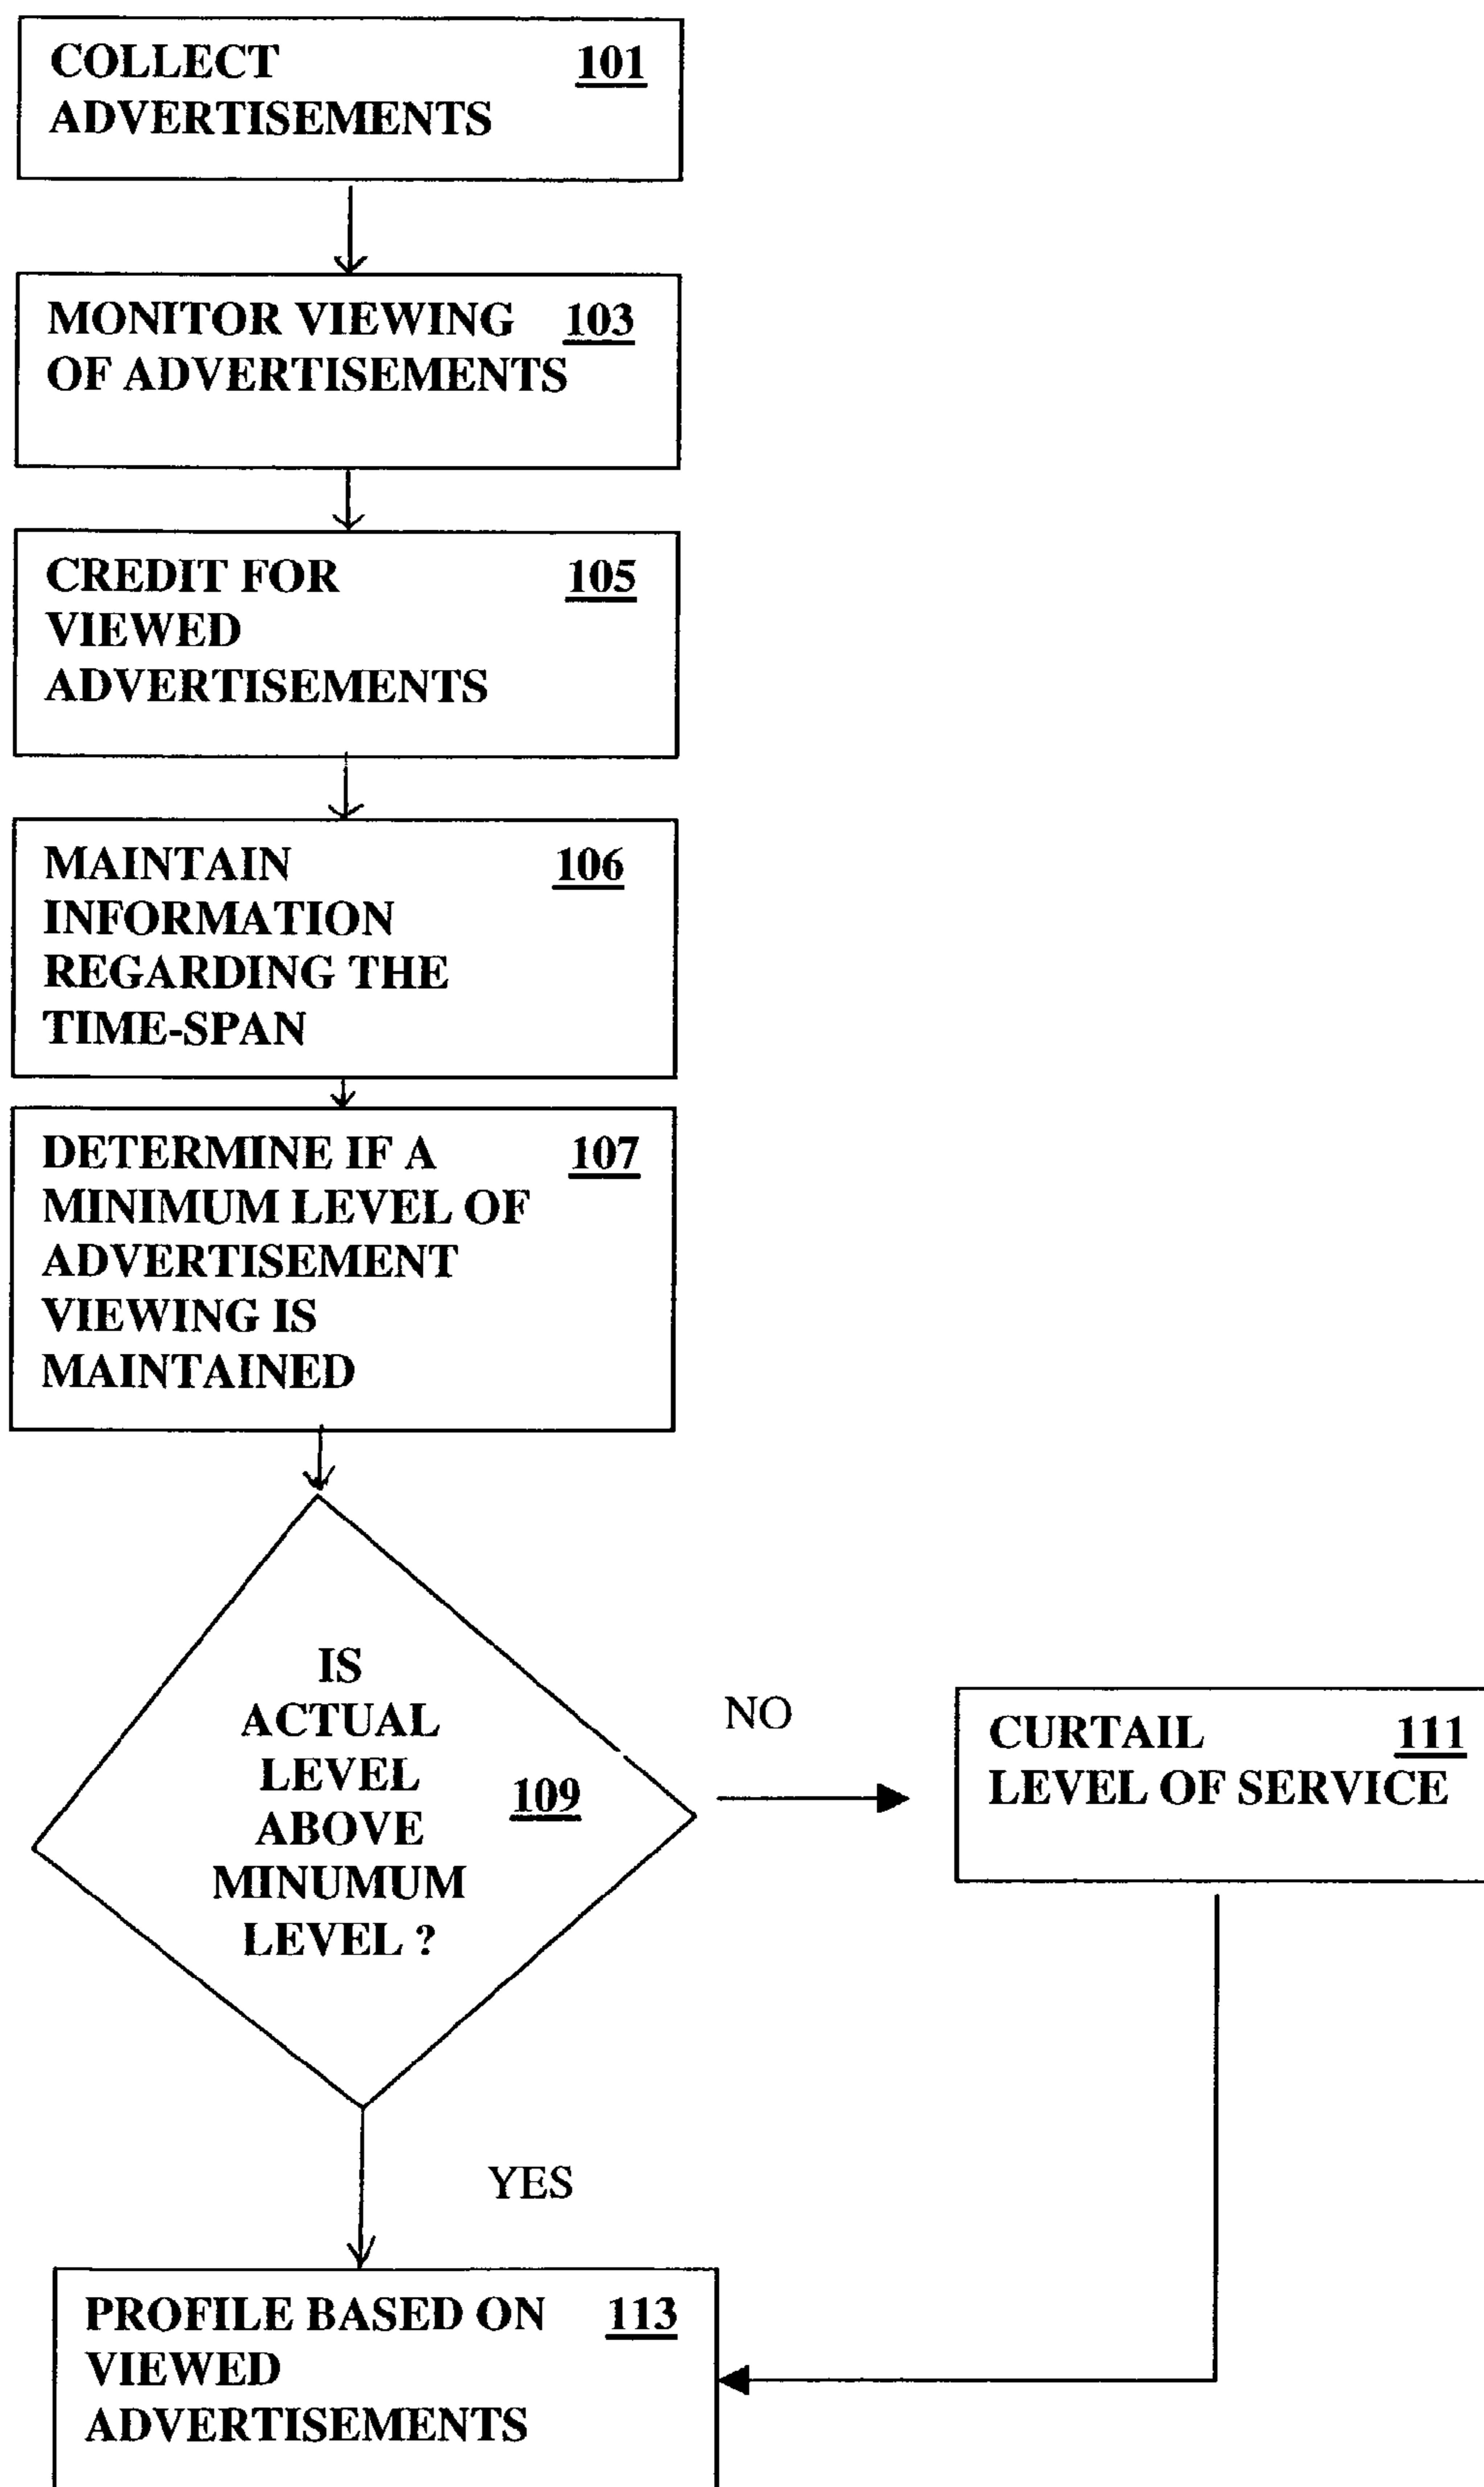 COLLECT 101
ADVERTISEMENTS
MONITOR VIEWING 103
OF ADVERTISEMENTS
CREDIT FOR 105
VIEWED
ADVERTISEMENTS
MAINTAIN 106
INFORMATION
REGARDING THE
TIME-SPAN
DETERMINE IF A 107
MINIMUM LEVEL OF
ADVERTISEMENT
VIEWING IS
MAINTAINED
IS
ACTUAL
LEVEL 109
ABOVE
MINUMUM
LEVEL ?
NO
CURTAIL 111
LEVEL OF SERVICE
YES
PROFILE BASED ON 113
VIEWED
ADVERTISEMENTS